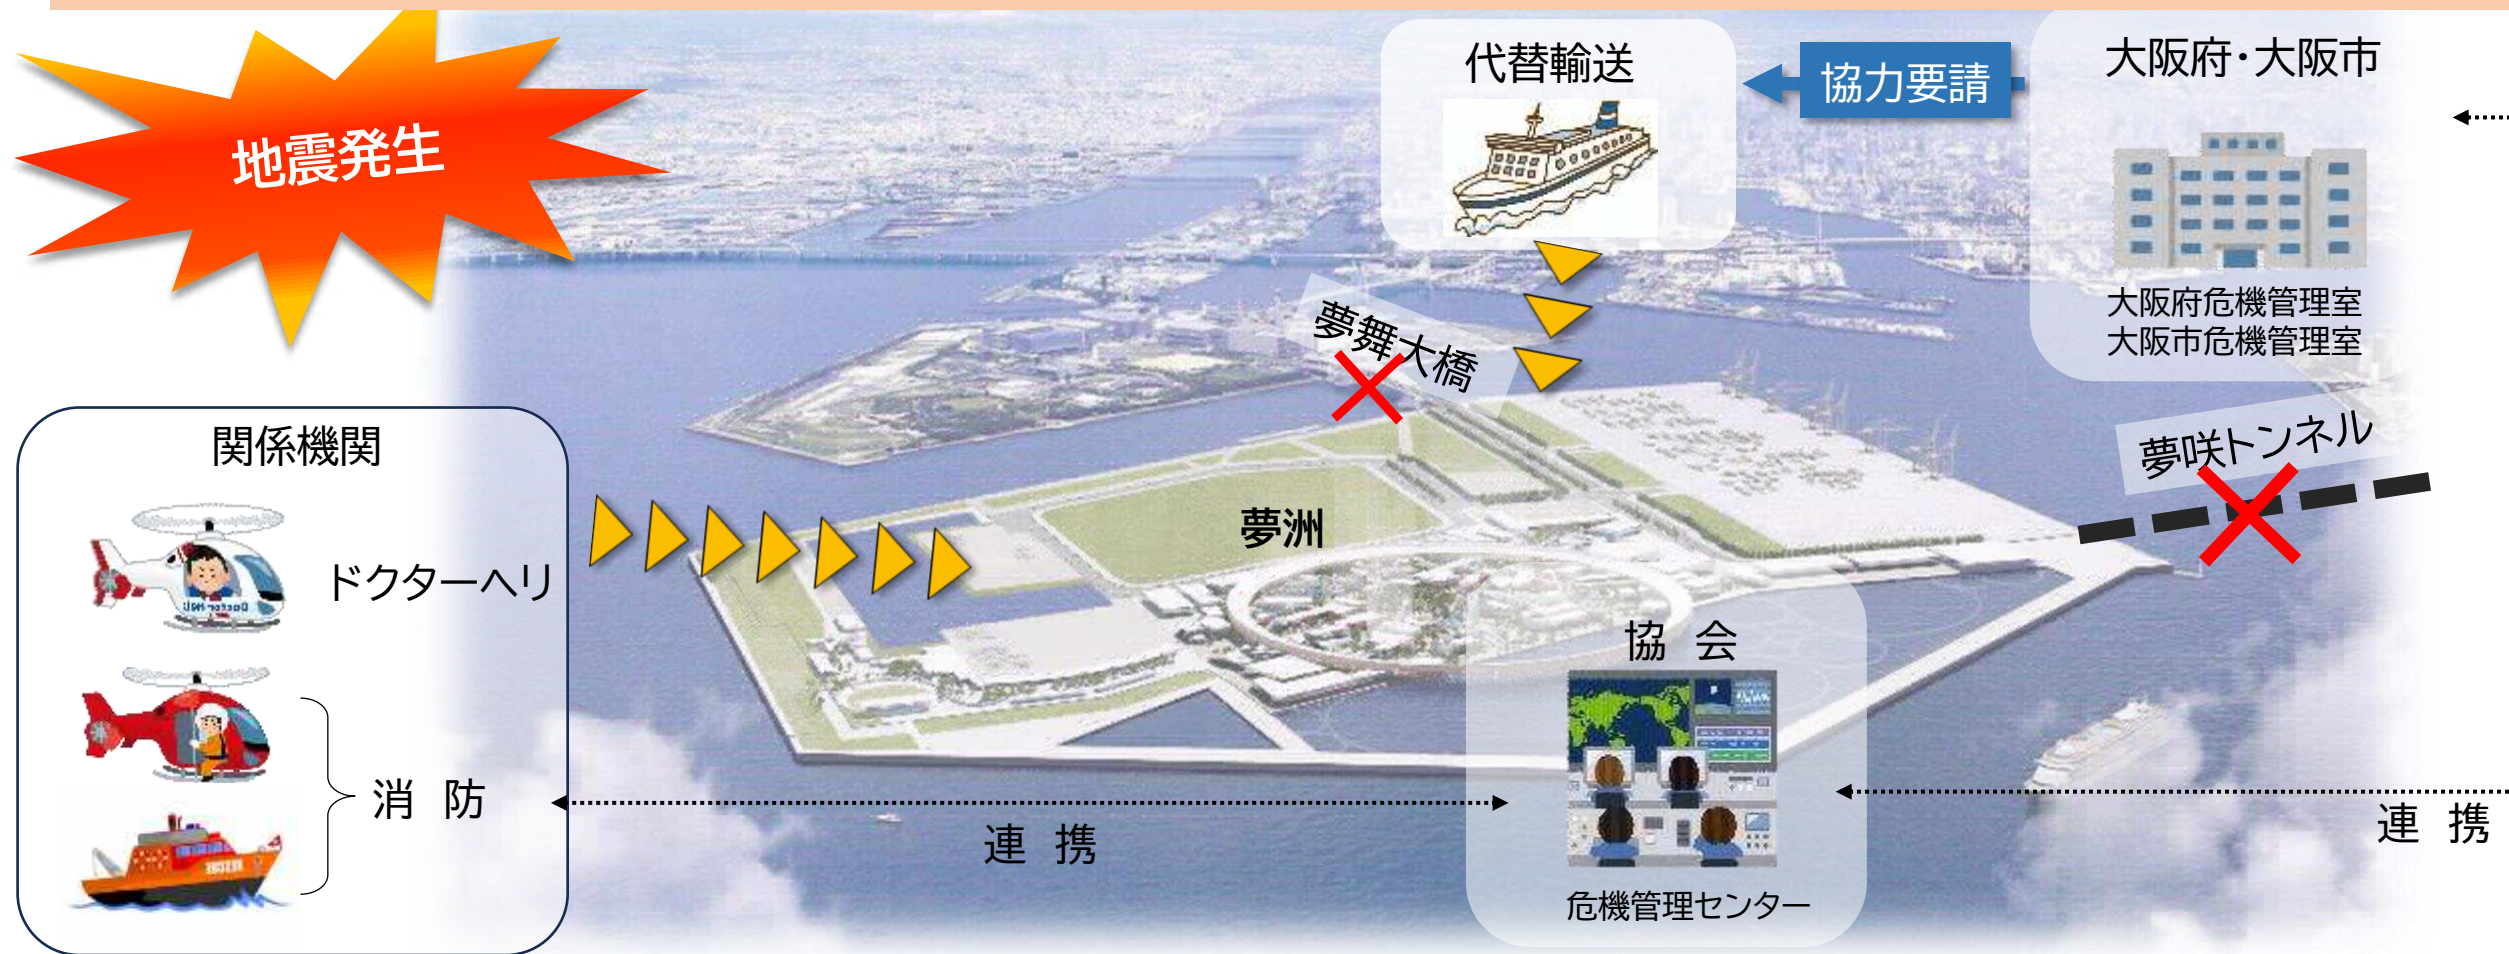 地震発生
代替輸送
協力要請
大阪府・大阪市
大阪府危機管理室
大阪市危機管理室
夢舞大橋
夢咲トンネル
関係機関
ドクターヘリ
消 防
夢洲
協 会
危機管理センター
連 携
連 携